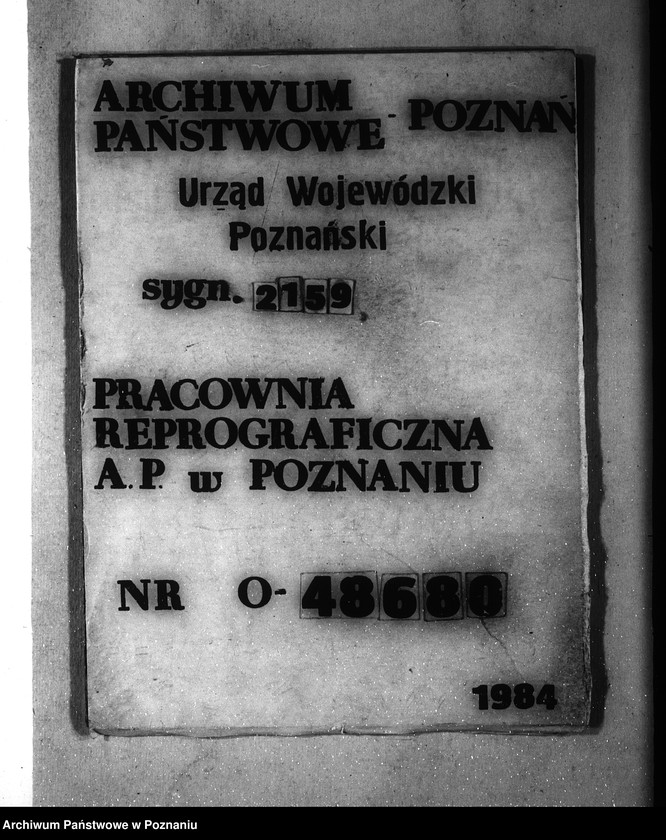 ARCHIWUM
PAŃSTWOWE - POZNAŃ
Urząd Wojewódzki
Poznański
sygn. 2159
PRACOWNIA
REPROGRAFICZNA
A.P. w POZNANIU
NR O-48680
1984
Archiwum Państwowe w Poznaniu